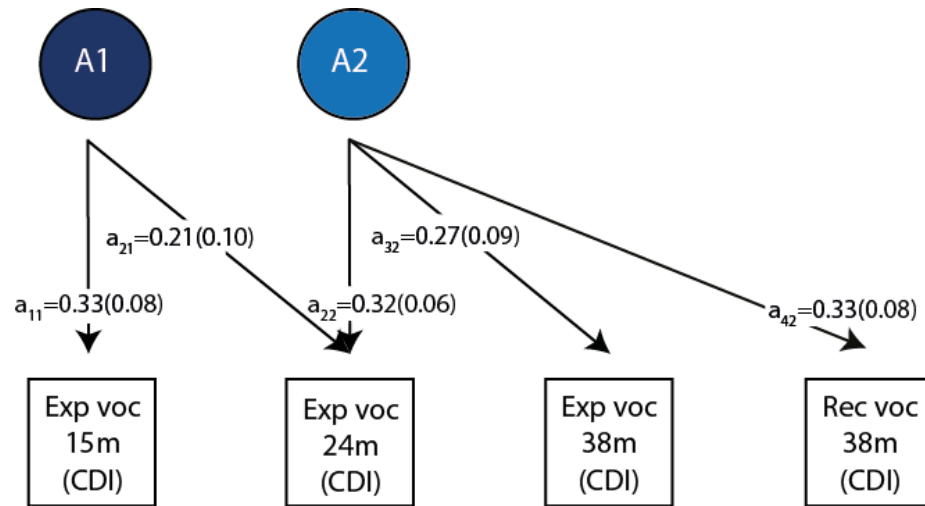 A1
A2
a21=0.21(0.10)
a32=0.27(0.09)
a11=0.33(0.08)
a22=0.32(0.06)
a42=0.33(0.08)
Exp voc
15m
(CDI)
Exp voc
24m
(CDI)
Exp voc
38m
(CDI)
Rec voc
38m
(CDI)